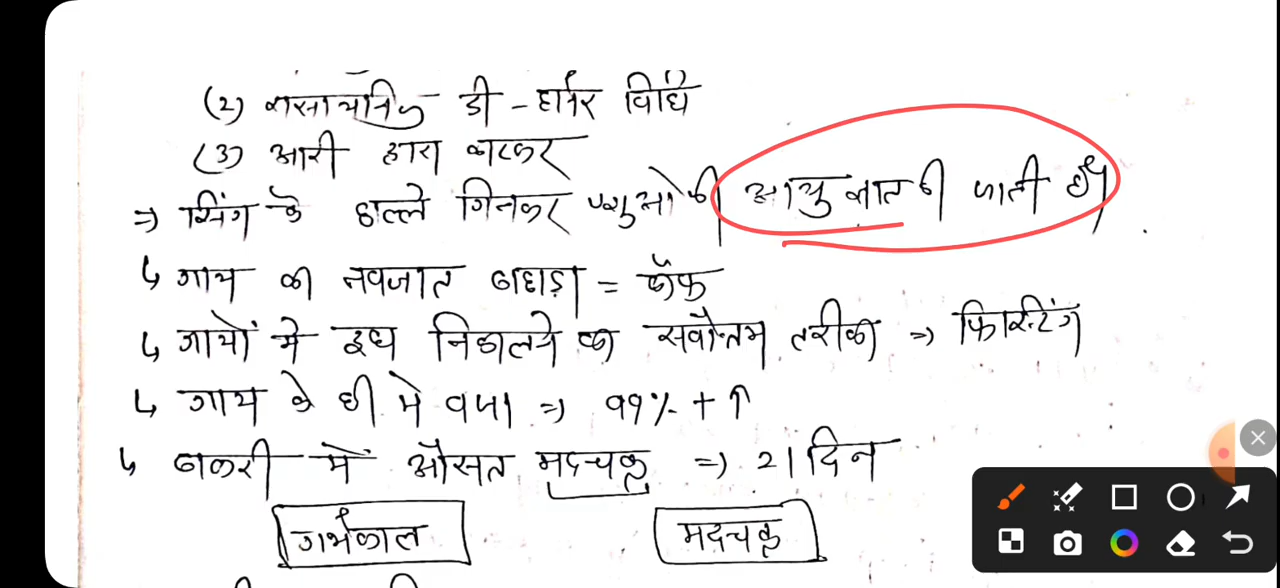 (2) रासायनिक डी - हॉर्नर विधि
(3) आरी द्वारा काटकर
⇒ सिंग के छल्ले गिनकर पशुओ की आयु ज्ञात की जाती है।
↳ गाय का नवजात बछड़ा = कॉफ
↳ गायों मे दूध निकालने का सर्वोत्तम तरीका ⇒ फिस्टिंग
↳ गाय के घी मे वसा ⇒ 99% + ↑
↳ बकरी में औसत मदचक्र ⇒ 21 दिन
गर्भकाल मदचक्र